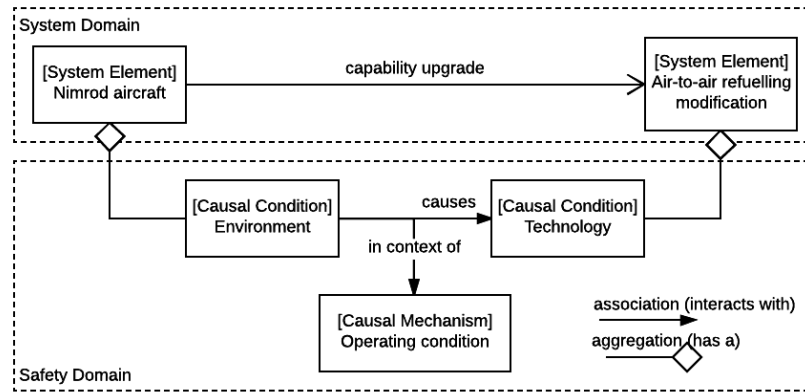 System Domain
[System Element]
Nimrod aircraft
capability upgrade
[System Element]
Air-to-air refuelling
modification
[Causal Condition]
Environment
causes
in context of
[Causal Condition]
Technology
[Causal Mechanism]
Operating condition
association (interacts with)
aggregation (has a)
Safety Domain